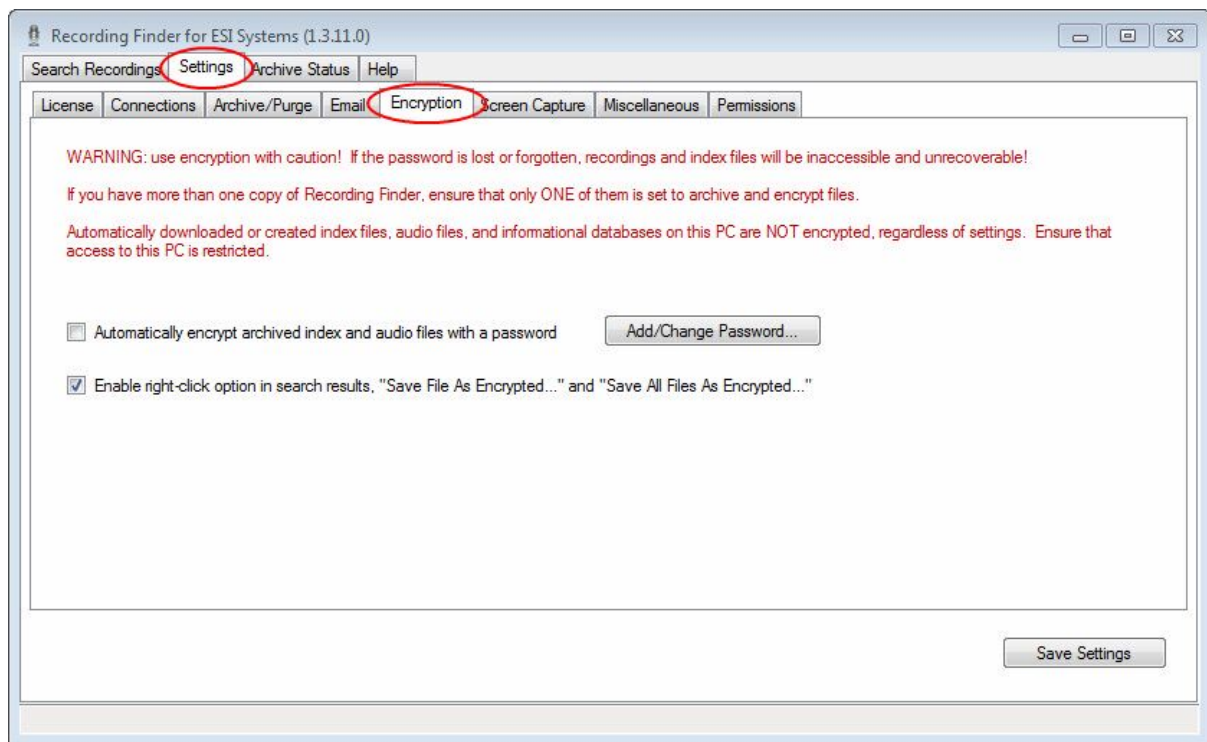 Recording Finder for ESI Systems (1.3.11.0)
Search Recordings Settings Archive Status Help
License Connections Archive/Purge Email Encryption Screen Capture Miscellaneous Permissions
WARNING: use encryption with caution! If the password is lost or forgotten, recordings and index files will be inaccessible and unrecoverable!
If you have more than one copy of Recording Finder, ensure that only ONE of them is set to archive and encrypt files.
Automatically downloaded or created index files, audio files, and informational databases on this PC are NOT encrypted, regardless of settings. Ensure that
access to this PC is restricted.
Automatically encrypt archived index and audio files with a password Add/Change Password...
Enable right-click option in search results, "Save File As Encrypted..." and "Save All Files As Encrypted..."
Save Settings